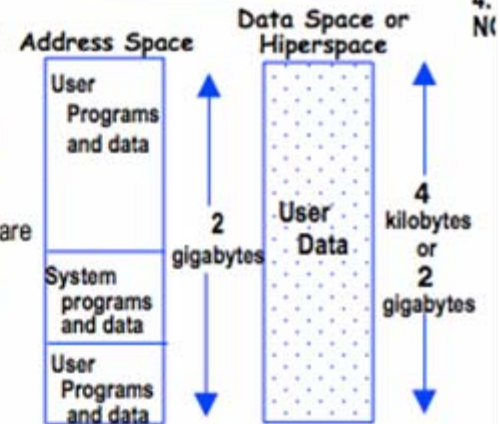 Address Space
User
Programs
and data
System
programs
and data
User
Programs
and data
2
gigabytes
Data Space or
Hiperspace
User
Data
4
kilobytes
or
2
gigabytes
are
4.